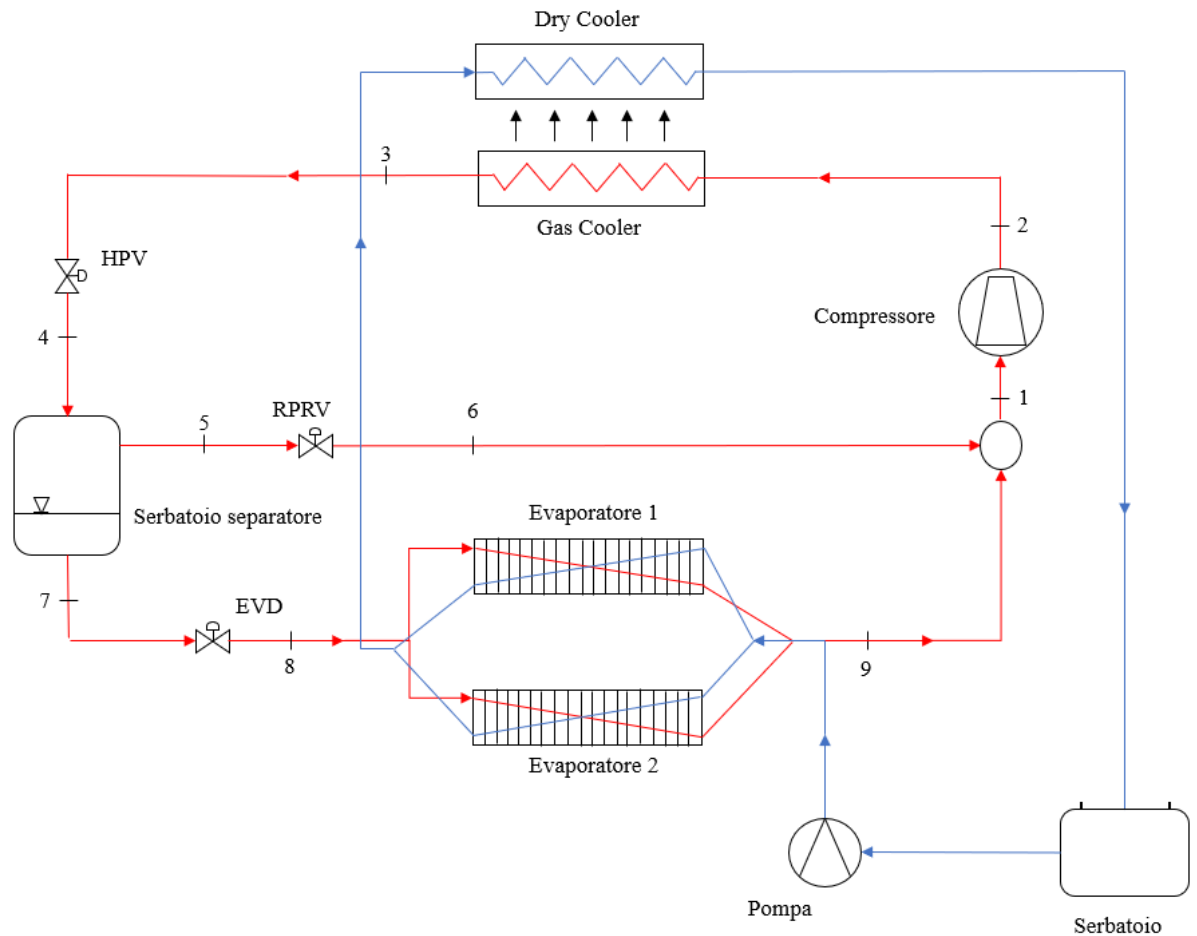 Dry Cooler
3
Gas Cooler
2
HPV
Compressore
4
1
5
RPRV
6
Serbatoio separatore
Evaporatore 1
7
EVD
8
9
Evaporatore 2
Pompa
Serbatoio